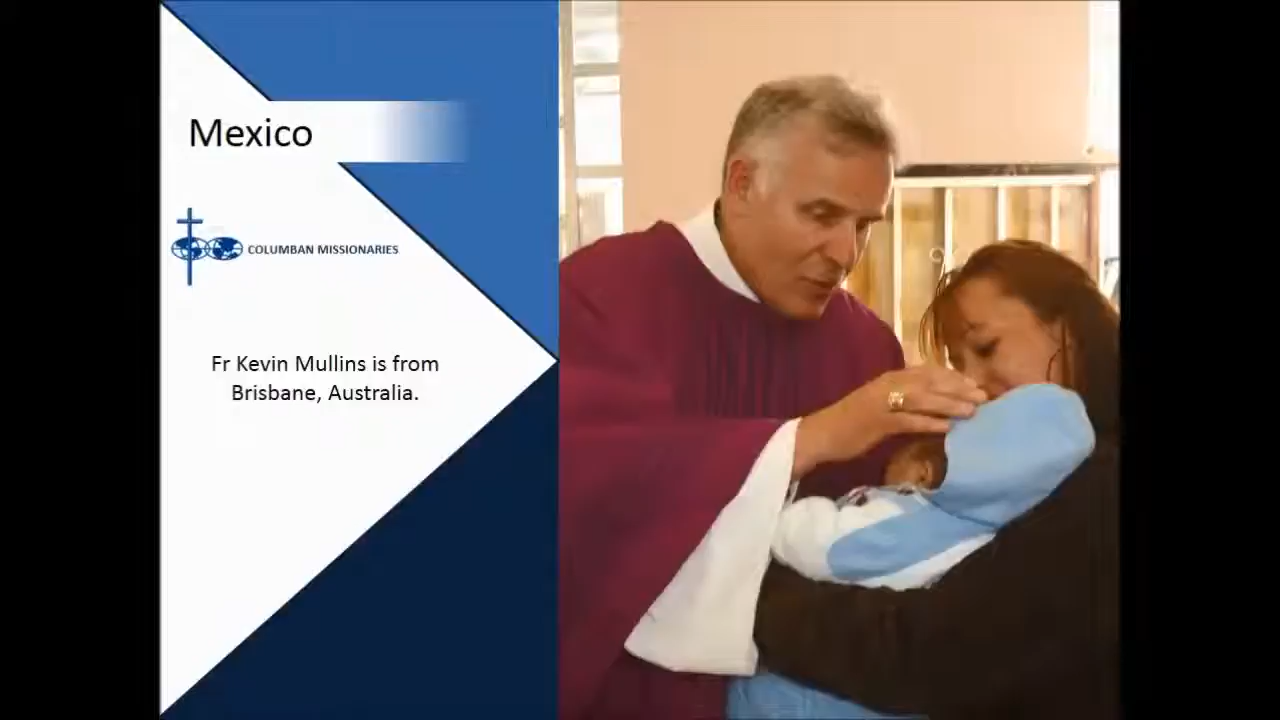 Mexico
COLUMBAN MISSIONARIES
Fr Kevin Mullins is from
Brisbane, Australia.